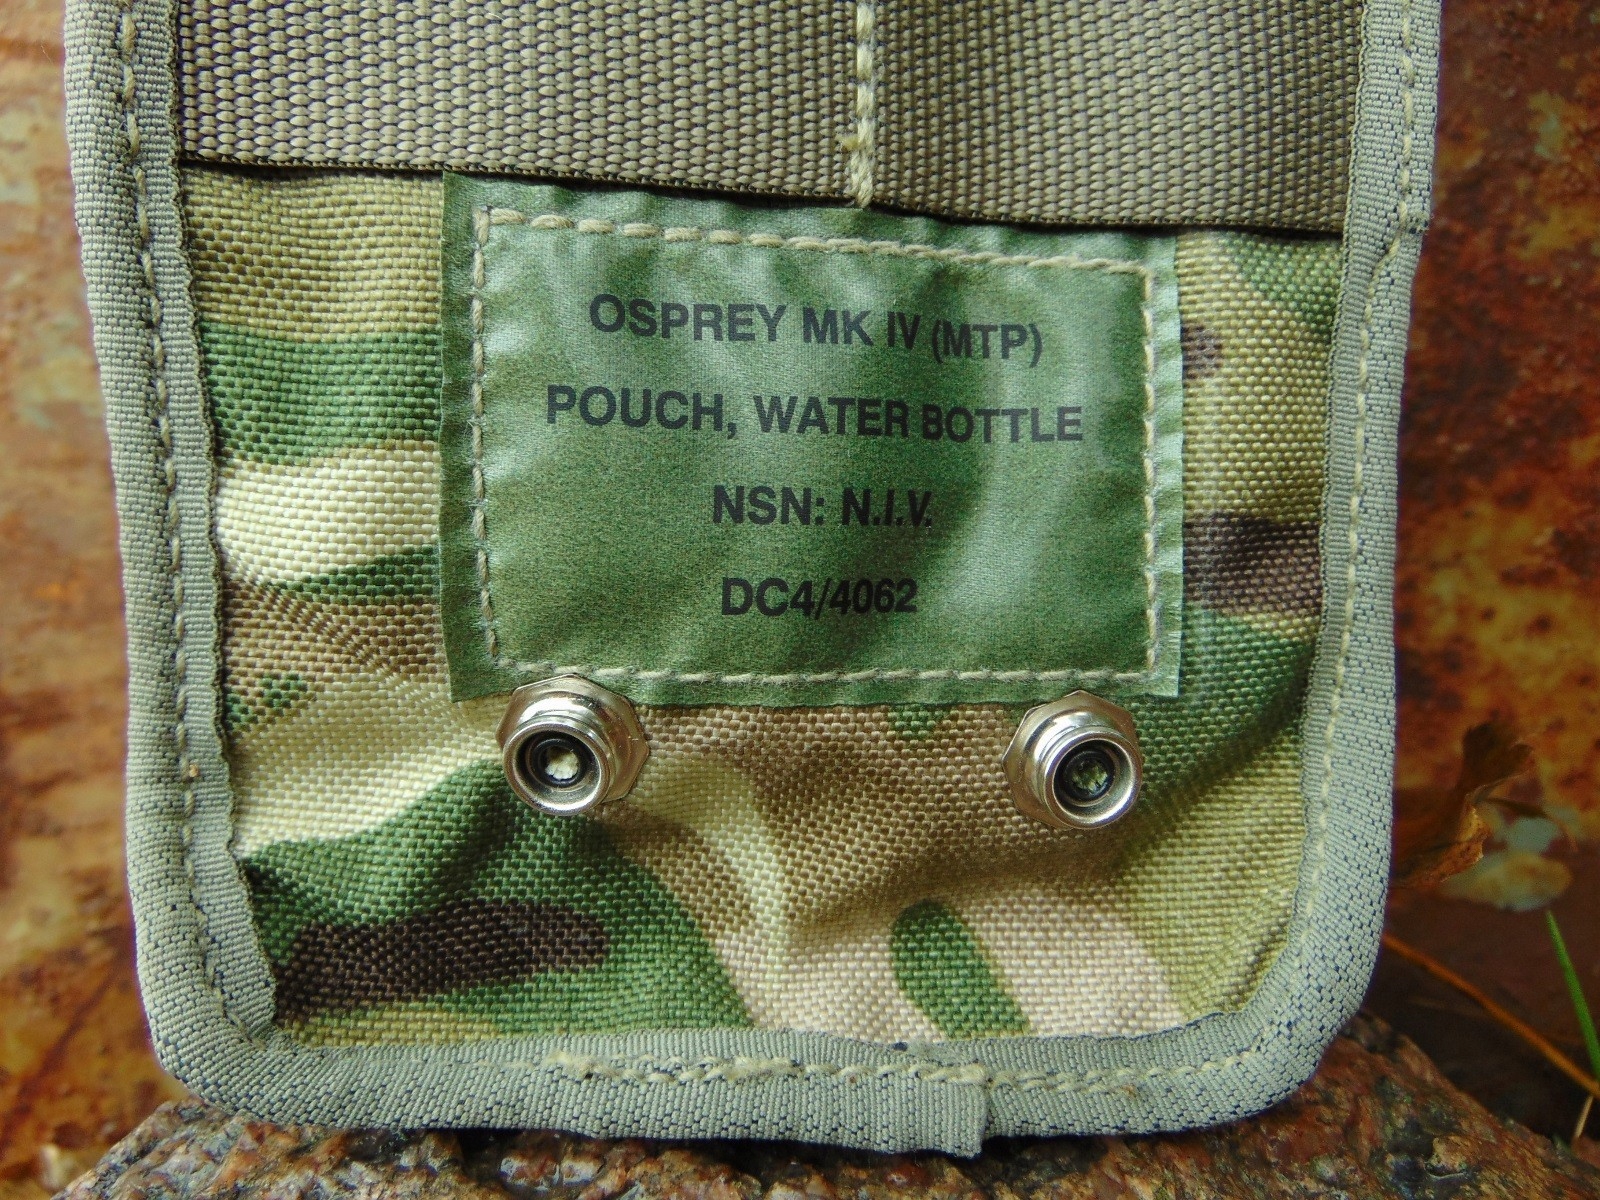 OSPREY MK IV (MTP)
POUCH, WATER BOTTLE
NSN: N.I.V.
DC4/4062